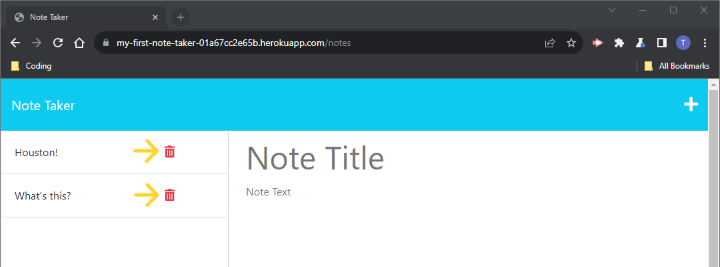 Note Taker
my-first-note-taker-01a67cc2e65b.herokuapp.com/notes
T
Coding
All Bookmarks
Note Taker
Houston!
What's this?
Note Title
Note Text